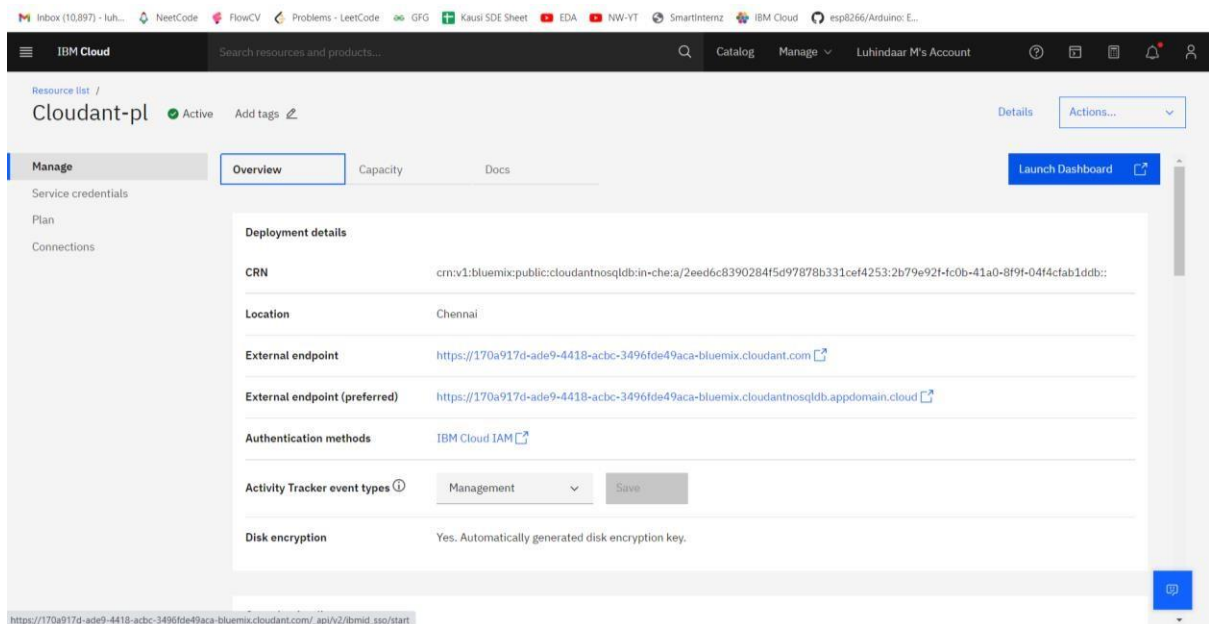 Inbox (10,897) - luh... NeetCode FlowCV Problems - LeetCode GFG Kausi SDE Sheet EDA NW-YT SmartInternz IBM Cloud esp8266/Arduino: E...
IBM Cloud Search resources and products... Catalog Manage Luhindaar M's Account
Resource list /
Cloudant-pl Active Add tags Details Actions...
Manage Overview Capacity Docs Launch Dashboard
Service credentials
Plan
Connections
Deployment details
CRN crn:v1:bluemix:public:cloudantnosqldb:in-che:a/2eed6c8390284f5d97878b331cef4253:2b79e92f-fc0b-41a0-8f9f-04f4cfab1ddb::
Location Chennai
External endpoint https://170a917d-ade9-4418-acbc-3496fde49aca-bluemix.cloudant.com
External endpoint (preferred) https://170a917d-ade9-4418-acbc-3496fde49aca-bluemix.cloudantnosqldb.appdomain.cloud
Authentication methods IBM Cloud IAM
Activity Tracker event types Management Save
Disk encryption Yes. Automatically generated disk encryption key.
https://170a917d-ade9-4418-acbc-3496fde49aca-bluemix.cloudant.com/_api/v2/ibmid_sso/start